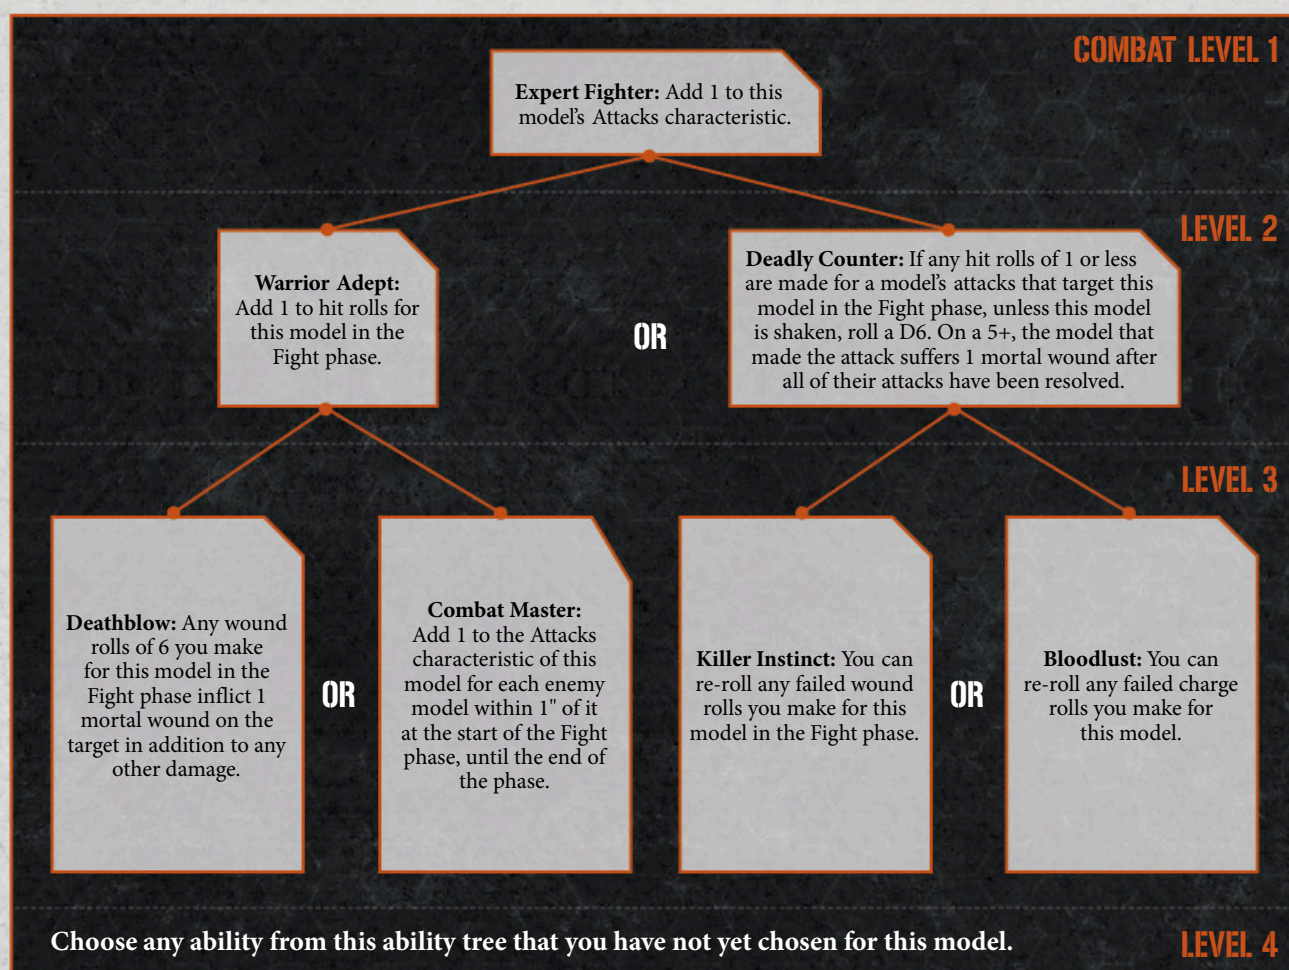 COMBAT LEVEL 1
Expert Fighter: Add 1 to this
model's Attacks characteristic.
LEVEL 2
Warrior Adept:
Add 1 to hit rolls for
this model in the
Fight phase.
OR
Deadly Counter: If any hit rolls of 1 or less
are made for a model's attacks that target this
model in the Fight phase, unless this model
is shaken, roll a D6. On a 5+, the model that
made the attack suffers 1 mortal wound after
all of their attacks have been resolved.
LEVEL 3
Deathblow: Any wound
rolls of 6 you make
for this model in the
Fight phase inflict 1
mortal wound on the
target in addition to any
other damage.
OR
Combat Master:
Add 1 to the Attacks
characteristic of this
model for each enemy
model within 1" of it
at the start of the Fight
phase, until the end of
the phase.
Killer Instinct: You can
re-roll any failed wound
rolls you make for this
model in the Fight phase.
OR
Bloodlust: You can
re-roll any failed charge
rolls you make for
this model.
Choose any ability from this ability tree that you have not yet chosen for this model.
LEVEL 4